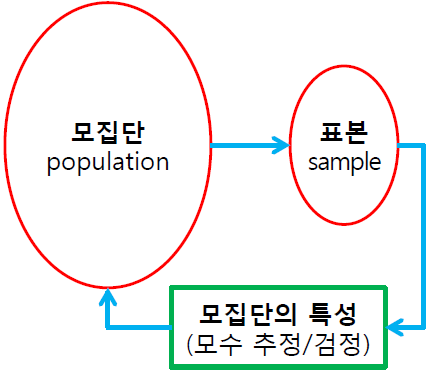 모집단
population
표본
sample
모집단의 특성
(모수 추정/검정)